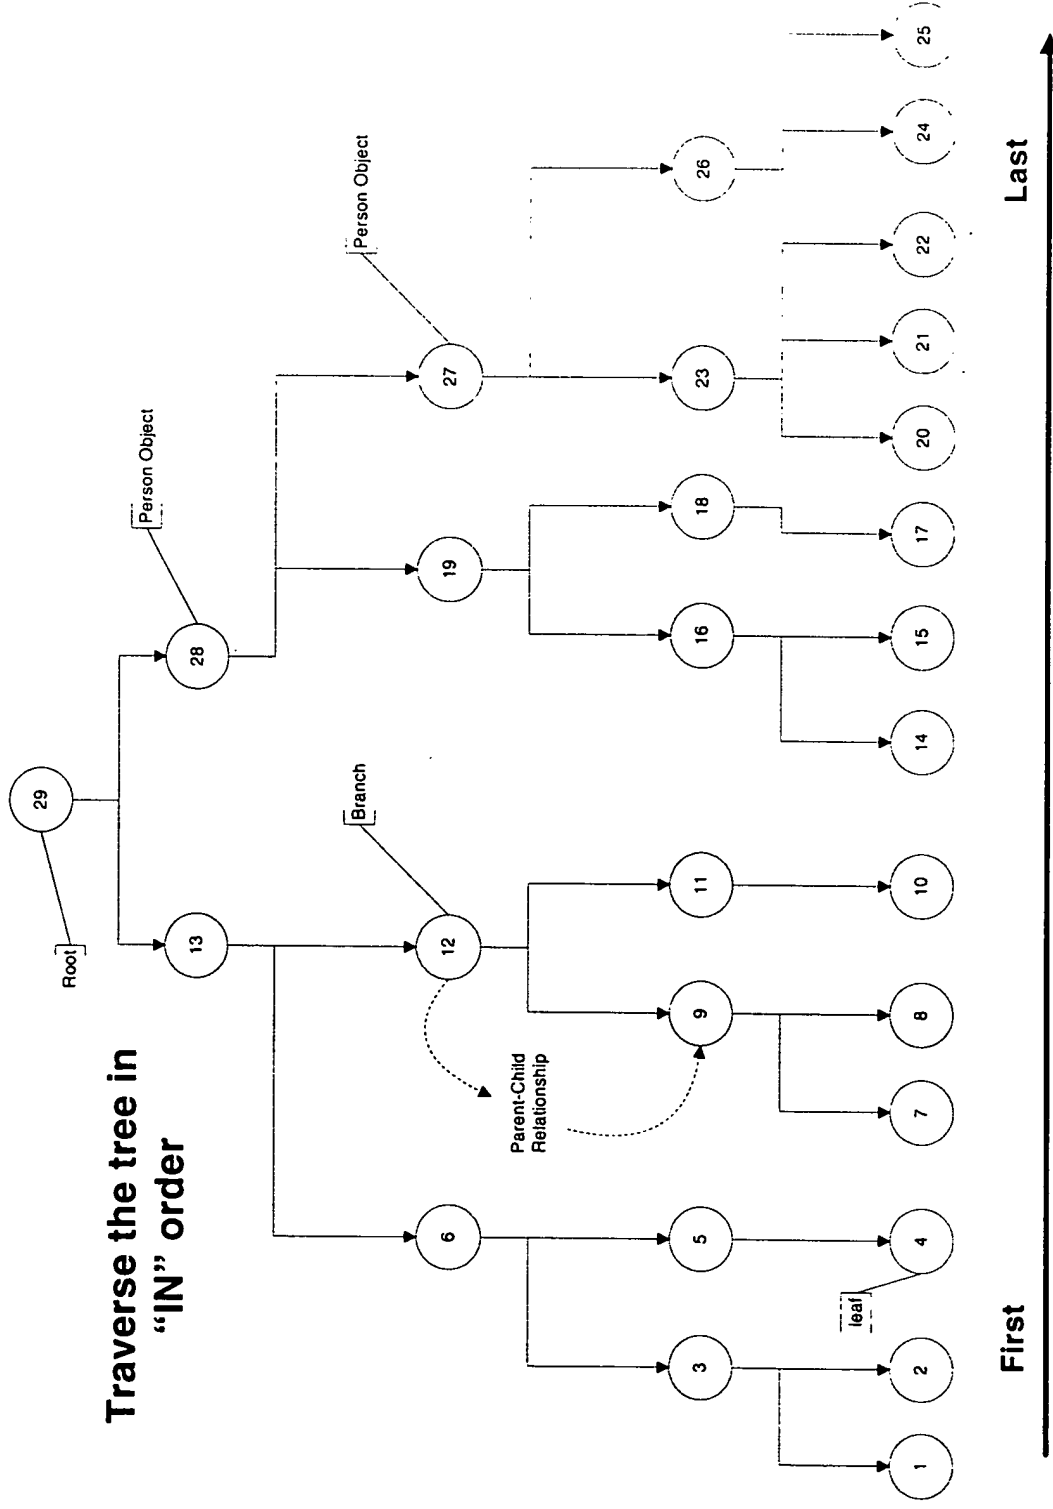 Traverse the tree in
“IN” order
29
Root
13
28
Person Object
6
12
Branch
19
27
Person Object
Parent-Child
Relationship
3
5
9
11
16
18
23
26
leaf
1
2
4
7
8
10
14
15
17
20
21
22
24
25
First
Last